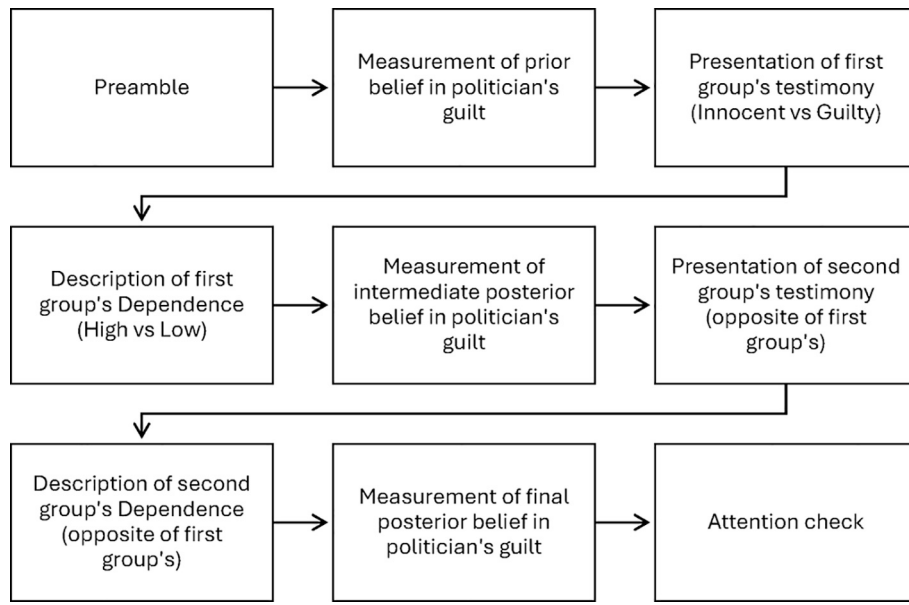 Preamble
Measurement of prior
belief in politician's
guilt
Presentation of first
group's testimony
(Innocent vs Guilty)
Description of first
group's Dependence
(High vs Low)
Measurement of
intermediate posterior
belief in politician's
guilt
Presentation of second
group's testimony
(opposite of first
group's)
Description of second
group's Dependence
(opposite of first
group's)
Measurement of final
posterior belief in
politician's guilt
Attention check